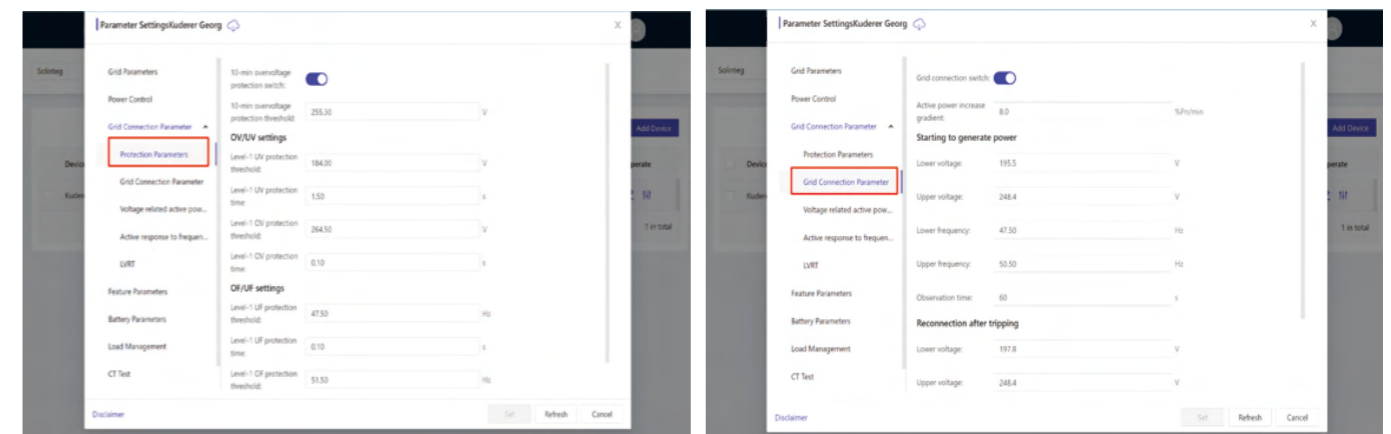 Parameter SettingsKuderer Georg
X
Solinteg
Grid Parameters
Power Control
Grid Connection Parameter
Protection Parameters
Grid Connection Parameter
Voltage related active pow...
Active response to frequen...
LVRT
Feature Parameters
Battery Parameters
Load Management
CT Test
10-min overvoltage
protection switch:
10-min overvoltage
protection threshold: 255.30 V
OV/UV settings
Level-1 UV protection
threshold: 184.00 V
Level-1 UV protection
time: 1.50 s
Level-1 OV protection
threshold: 264.50 V
Level-1 OV protection
time: 0.10 s
OF/UF settings
Level-1 UF protection
threshold: 47.50 Hz
Level-1 UF protection
time: 0.10 s
Level-1 OF protection
threshold: 51.50 Hz
Add Device
Device
perate
Kuder
1 in total
Disclaimer
Set Refresh Cancel
Parameter SettingsKuderer Georg
X
Solinteg
Grid Parameters
Power Control
Grid Connection Parameter
Protection Parameters
Grid Connection Parameter
Voltage related active pow...
Active response to frequen...
LVRT
Feature Parameters
Battery Parameters
Load Management
CT Test
Grid connection switch:
Active power increase
gradient: 8.0 %Pn/min
Starting to generate power
Lower voltage: 195.5 V
Upper voltage: 248.4 V
Lower frequency: 47.50 Hz
Upper frequency: 50.50 Hz
Observation time: 60 s
Reconnection after tripping
Lower voltage: 197.8 V
Upper voltage: 248.4 V
Add Device
Device
perate
Kuder
1 in total
Disclaimer
Set Refresh Cancel